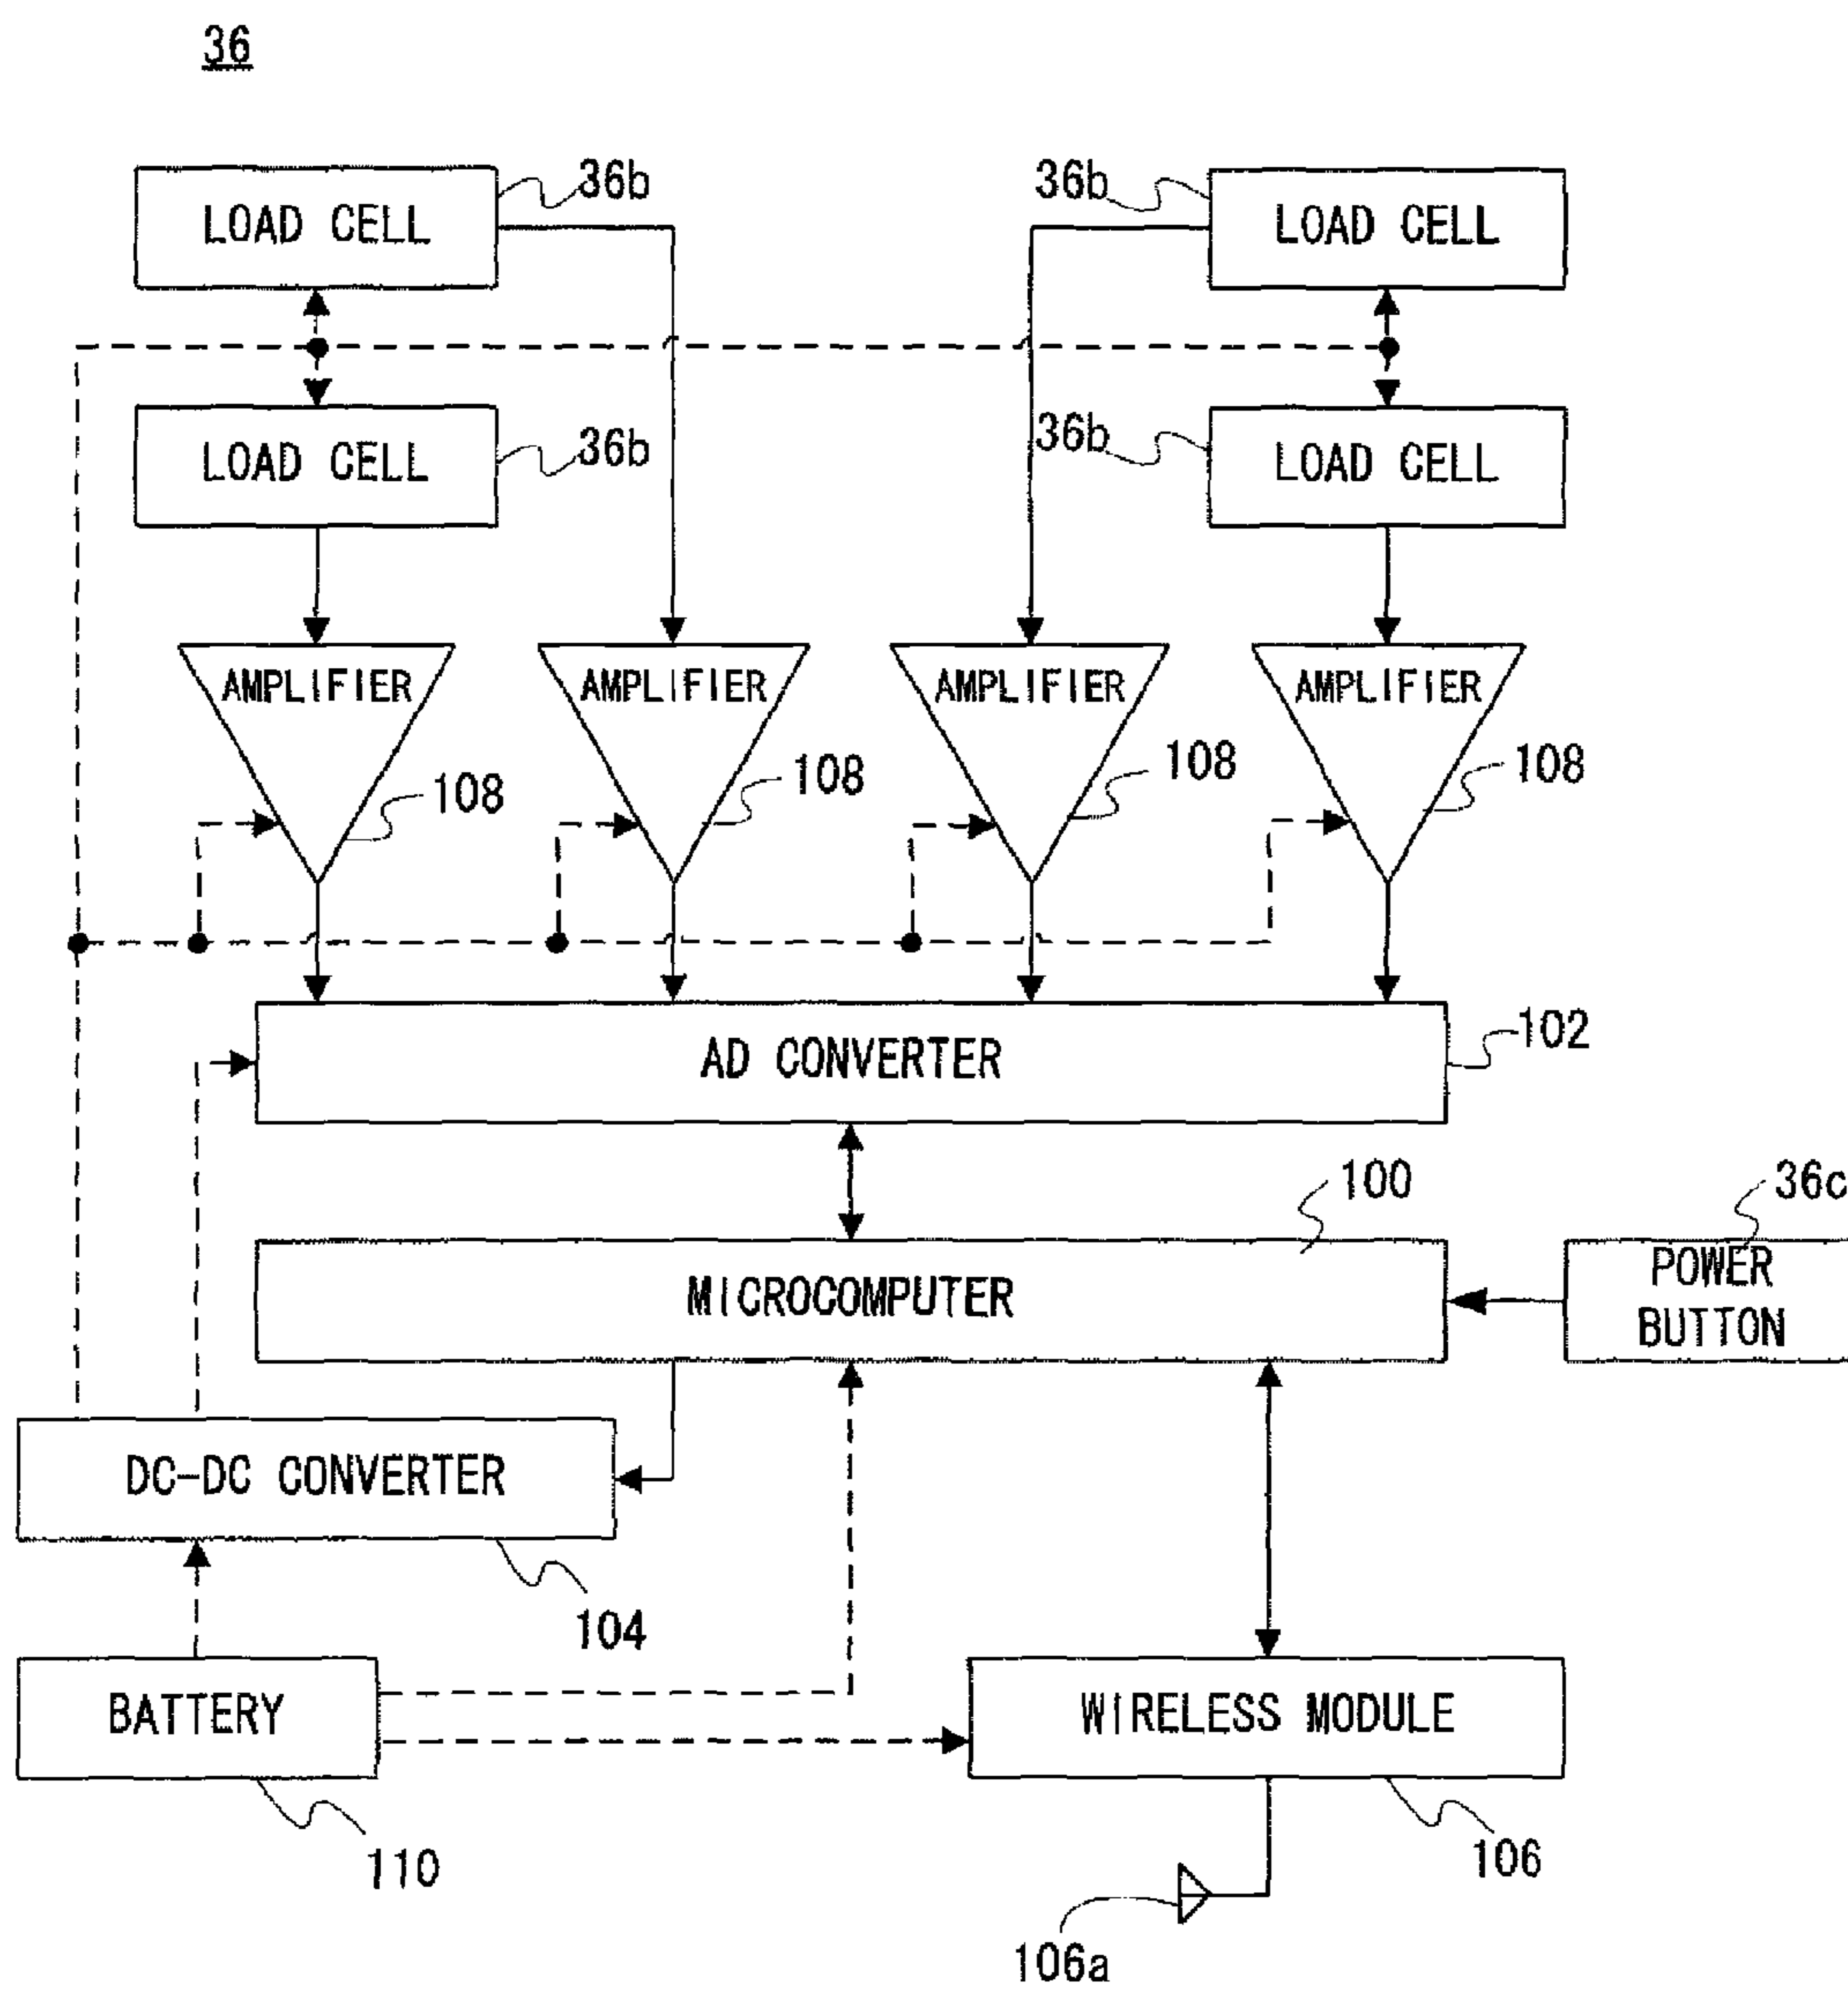 36
LOAD CELL
36b
36b
LOAD CELL
LOAD CELL
36b
36b
LOAD CELL
AMPLIFIER
AMPLIFIER
AMPLIFIER
AMPLIFIER
108
108
108
108
AD CONVERTER
102
100
36c
MICROCOMPUTER
POWER
BUTTON
DC-DC CONVERTER
104
BATTERY
WIRELESS MODULE
110
106
106a